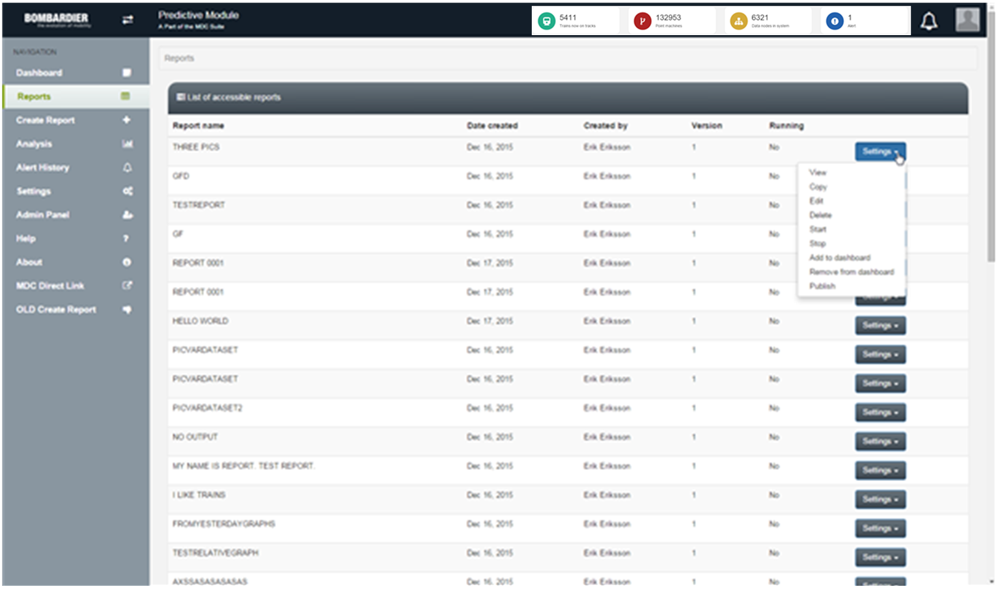 BOMBARDIER
the evolution of mobility
Predictive Module
A Part of the MDC Suite
5411
Trains now on tracks
132953
Point machines
6321
Data nodes in system
1
Alert
NAVIGATION
Dashboard
Reports
Create Report
Analysis
Alert History
Settings
Admin Panel
Help
About
MDC Direct Link
OLD Create Report
Reports
List of accessible reports
Report name Date created Created by Version Running
THREE PICS Dec 16, 2015 Erik Eriksson 1 No Settings
GFD Dec 16, 2015 Erik Eriksson 1 No
TESTREPORT Dec 16, 2015 Erik Eriksson 1 No
GF Dec 16, 2015 Erik Eriksson 1 No
REPORT 0001 Dec 17, 2015 Erik Eriksson 1 No
REPORT 0001 Dec 17, 2015 Erik Eriksson 1 No Settings
HELLO WORLD Dec 17, 2015 Erik Eriksson 1 No Settings
PICVARDATASET Dec 16, 2015 Erik Eriksson 1 No Settings
PICVARDATASET Dec 16, 2015 Erik Eriksson 1 No Settings
PICVARDATASET2 Dec 16, 2015 Erik Eriksson 1 No Settings
NO OUTPUT Dec 16, 2015 Erik Eriksson 1 No Settings
MY NAME IS REPORT. TEST REPORT. Dec 16, 2015 Erik Eriksson 1 No Settings
I LIKE TRAINS Dec 16, 2015 Erik Eriksson 1 No Settings
FROMYESTERDAYGRAPHS Dec 16, 2015 Erik Eriksson 1 No Settings
TESTRELATIVEGRAPH Dec 16, 2015 Erik Eriksson 1 No Settings
AXSSASASASASAS Dec 16, 2015 Erik Eriksson 1 No Settings
View
Copy
Edit
Delete
Start
Stop
Add to dashboard
Remove from dashboard
Publish